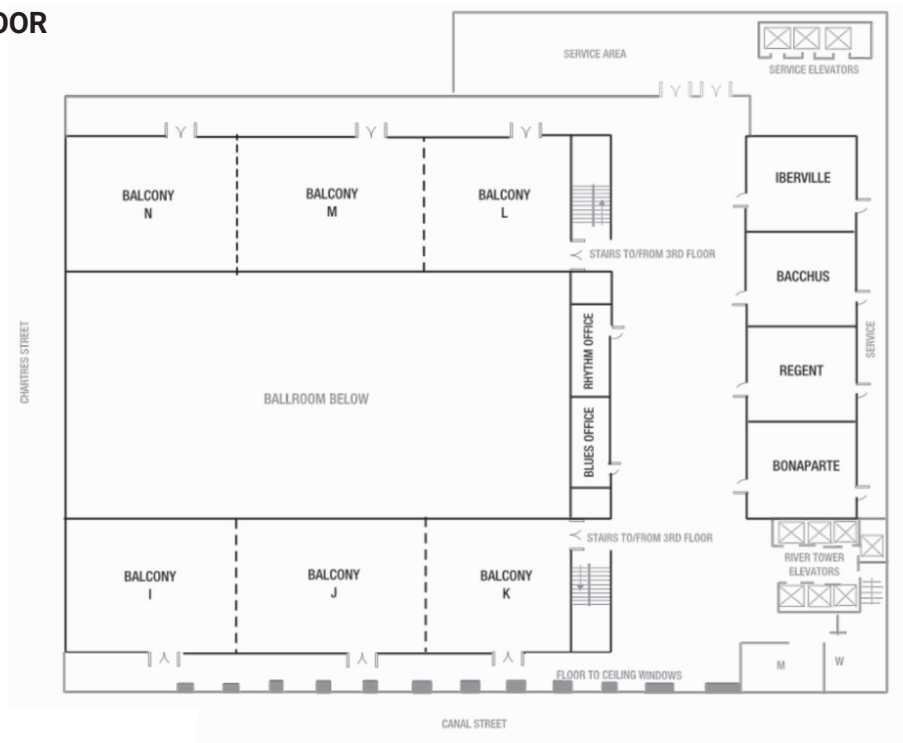 OOR
SERVICE AREA
SERVICE ELEVATORS
BALCONY
N
BALCONY
M
BALCONY
L
IBERVILLE
STAIRS TO/FROM 3RD FLOOR
BACCHUS
CHARTRES STREET
RHYTHM OFFICE
SERVICE
REGENT
BALLROOM BELOW
BLUES OFFICE
BONAPARTE
STAIRS TO/FROM 3RD FLOOR
RIVER TOWER
ELEVATORS
BALCONY
I
BALCONY
J
BALCONY
K
FLOOR TO CEILING WINDOWS
M
W
CANAL STREET